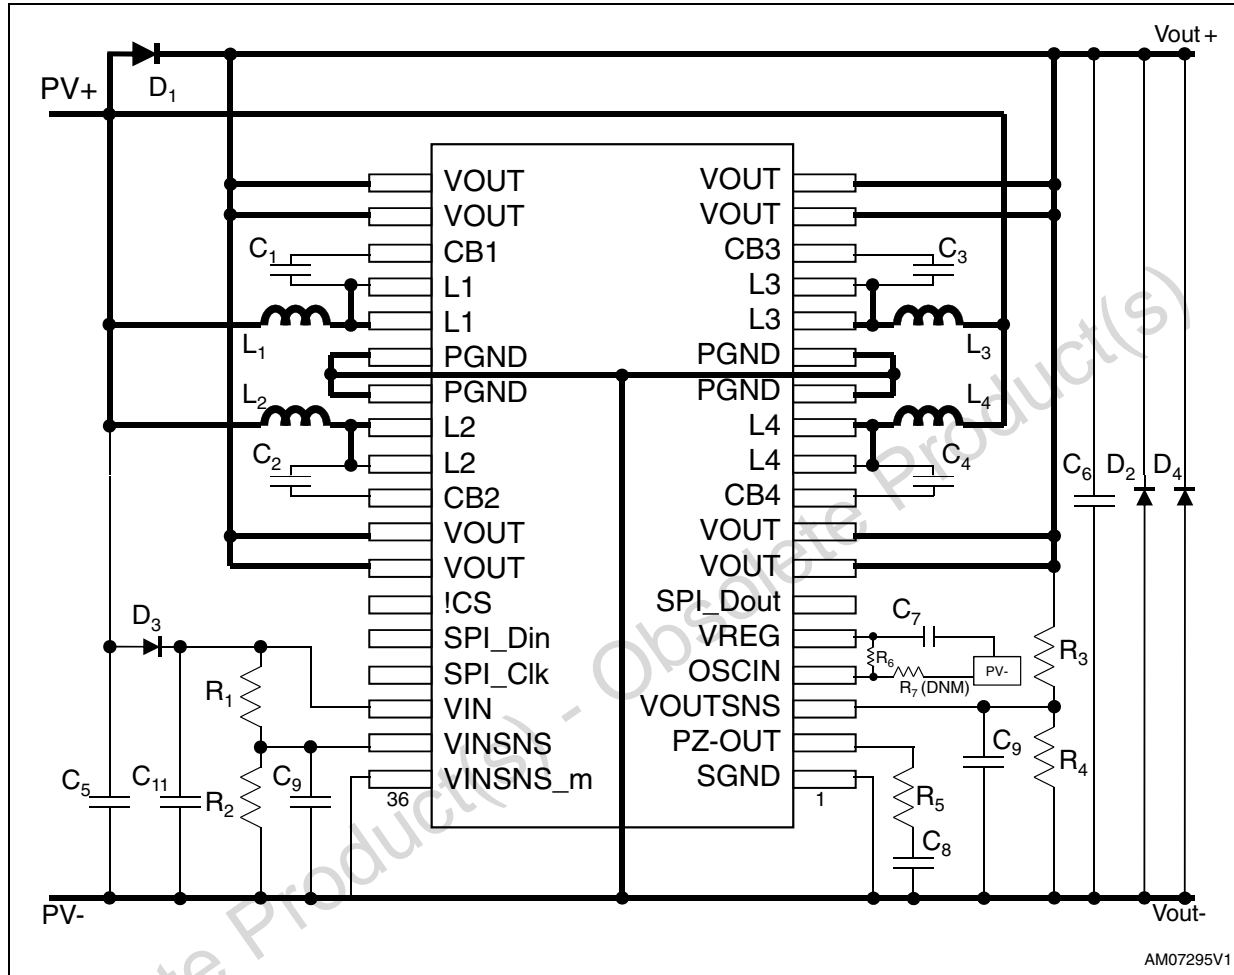 Vout +
D1
PV+
VOUT
VOUT
C1
CB1
L1
L1
L1
PGND
PGND
L2
L2
C2
L2
CB2
VOUT
VOUT
!CS
D3
SPI_Din
SPI_Clk
R1
VIN
VINSNS
VINSNS_m
36
C5
C11
R2
C9
VOUT
VOUT
CB3
C3
L3
L3
L3
PGND
PGND
L4
L4
L4
C4
CB4
VOUT
VOUT
SPI_Dout
VREG
C7
OSCIN
R6
R7 (DNM)
PV-
VOUTSNS
PZ-OUT
SGND
1
R5
C8
C9
R3
R4
C6
D2
D4
PV-
Vout-
AM07295V1
ete Product(s) - Obsolete Product(s)